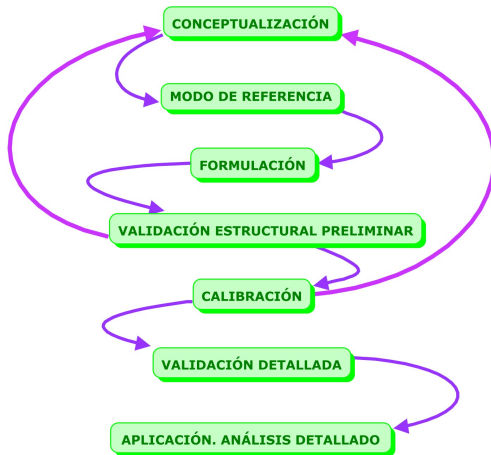 CONCEPTUALIZACIÓN
MODO DE REFERENCIA
FORMULACIÓN
VALIDACIÓN ESTRUCTURAL PRELIMINAR
CALIBRACIÓN
VALIDACIÓN DETALLADA
APLICACIÓN. ANÁLISIS DETALLADO